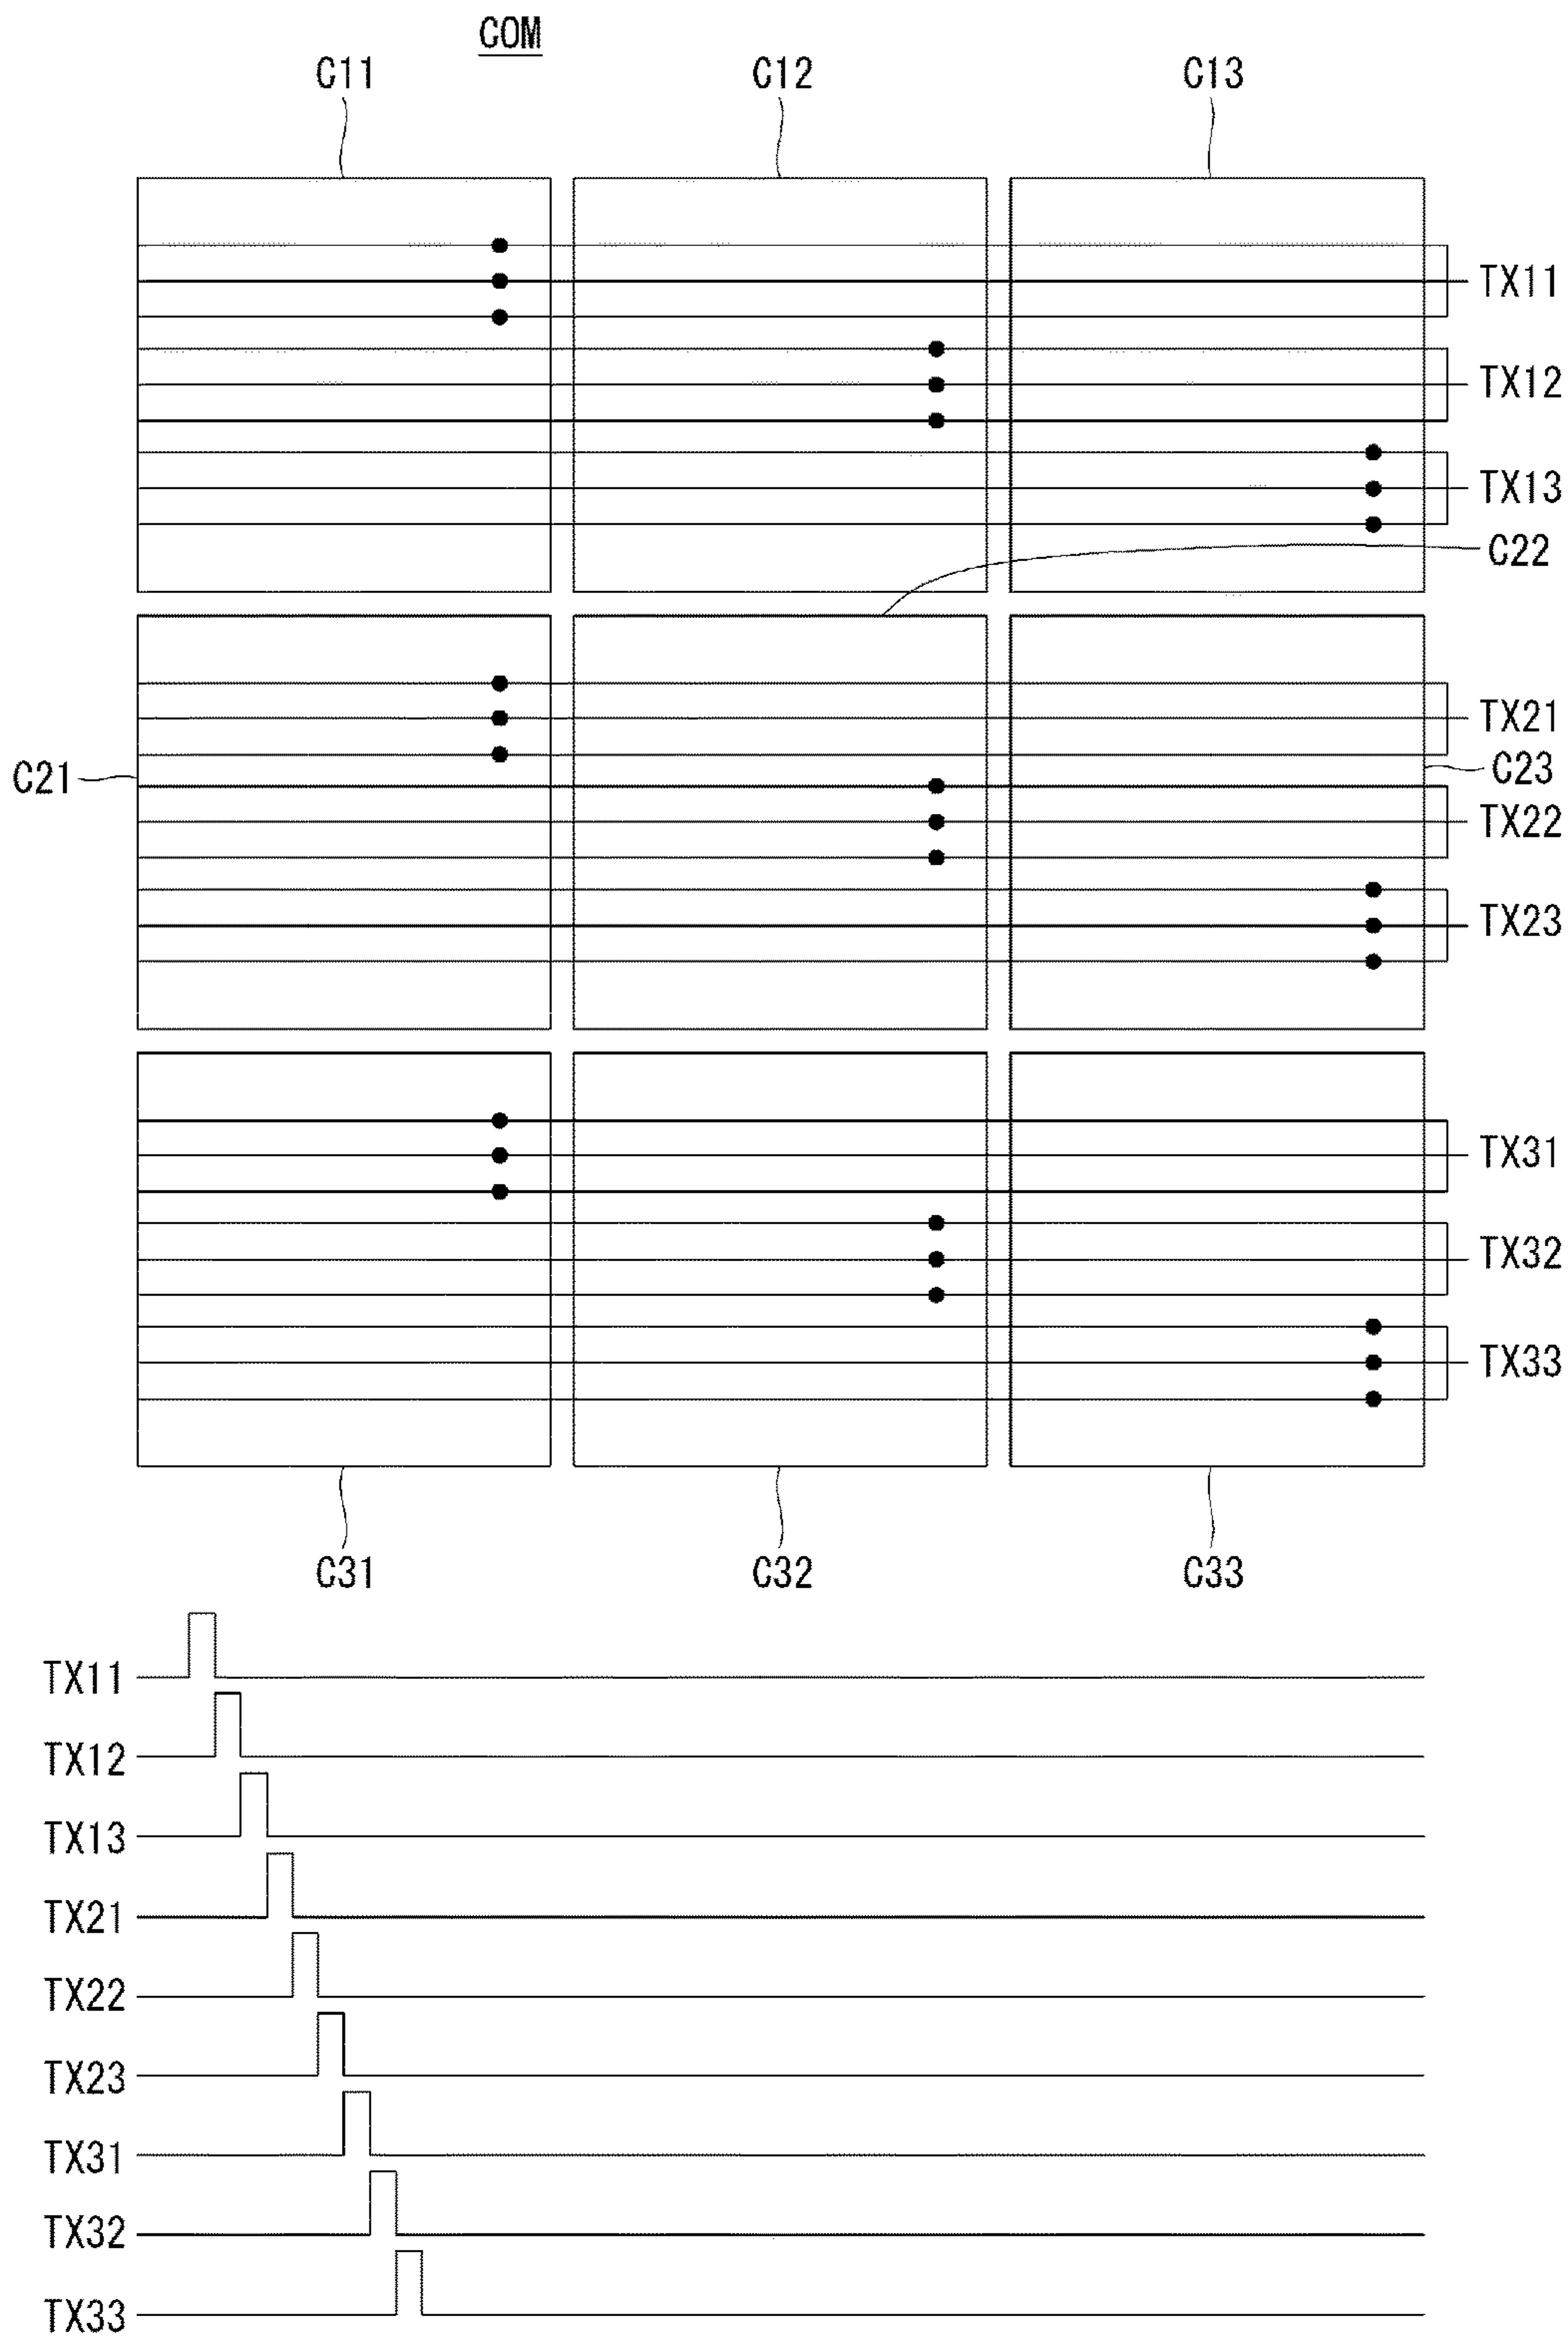 COM
C11 C12 C13
TX11
TX12
TX13
C22
TX21
C21 C23
TX22
TX23
TX31
TX32
TX33
C31 C32 C33
TX11
TX12
TX13
TX21
TX22
TX23
TX31
TX32
TX33